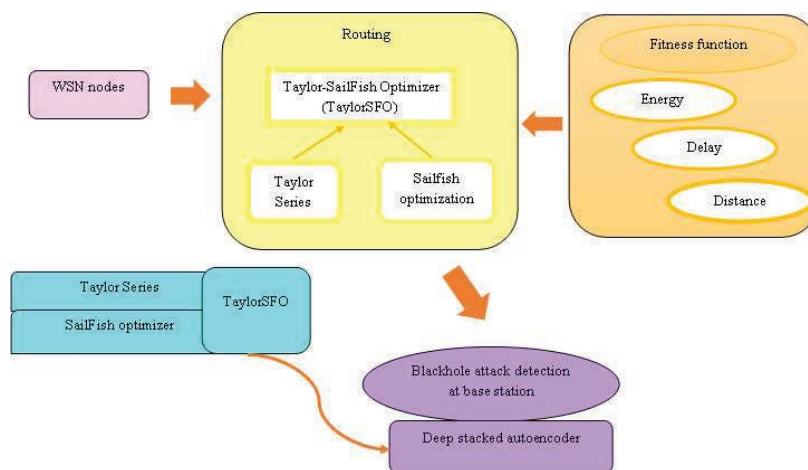 Routing
WSN nodes
Taylor-SailFish Optimizer
(TaylorSFO)
Taylor
Series
Sailfish
optimization
Fitness function
Energy
Delay
Distance
Taylor Series
SailFish optimizer
TaylorSFO
Blackhole attack detection
at base station
Deep stacked autoencoder